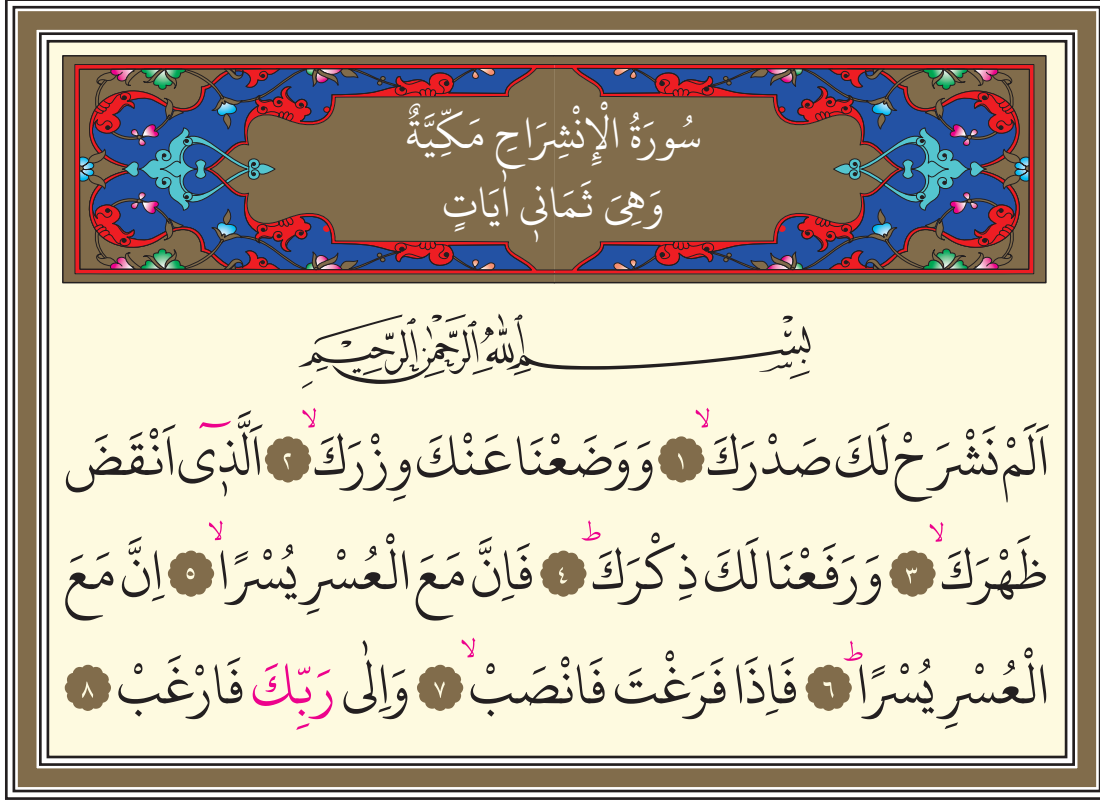 سُورَةُ الْاِنْشِرَاحِ مَكِّيَّةٌ
وَهِىَ ثَمَانٖى اٰيَاتٍ
بِسْمِ اللّٰهِ الرَّحْمٰنِ الرَّحٖيمِ
اَلَمْ نَشْرَحْ لَكَ صَدْرَكَۙ ١ وَوَضَعْنَا عَنْكَ وِزْرَكَۙ ٢ اَلَّذٖٓى اَنْقَضَ
ظَهْرَكَۙ ٣ وَرَفَعْنَا لَكَ ذِكْرَكَۜ ٤ فَاِنَّ مَعَ الْعُسْرِ يُسْرًاۙ ٥ اِنَّ مَعَ
الْعُسْرِ يُسْرًاۜ ٦ فَاِذَا فَرَغْتَ فَانْصَبْۙ ٧ وَاِلٰى رَبِّكَ فَارْغَبْ ٨